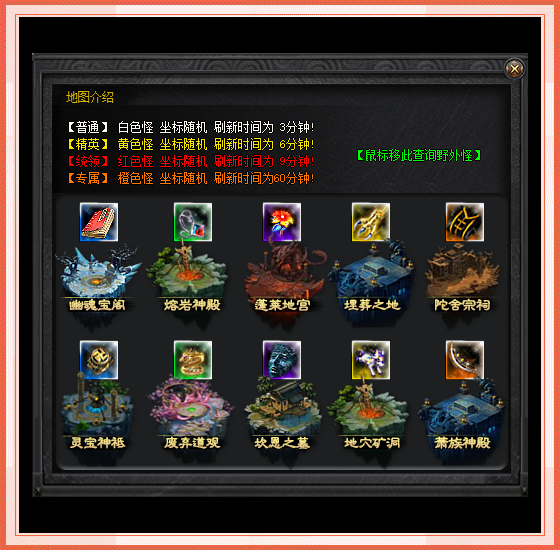 地图介绍
【普通】 白色怪 坐标随机 刷新时间为 3分钟!
【精英】 黄色怪 坐标随机 刷新时间为 6分钟!
【统领】 红色怪 坐标随机 刷新时间为 9分钟!
【专属】 橙色怪 坐标随机 刷新时间为60分钟!
【鼠标移此查询野外怪】
幽魂宝阁 熔岩神殿 蓬莱地宫 埋葬之地 陀舍宗祠
灵宝神祗 废弃道观 坎恩之墓 地穴矿洞 萧族神殿